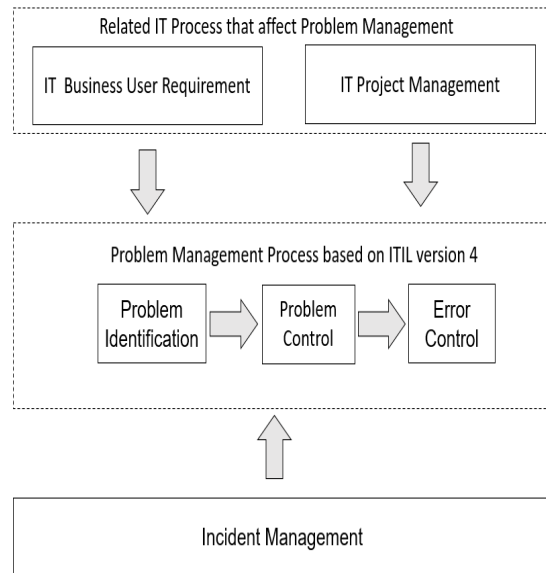 Related IT Process that affect Problem Management
IT Business User Requirement
IT Project Management
Problem Management Process based on ITIL version 4
Problem
Identification
Problem
Control
Error
Control
Incident Management